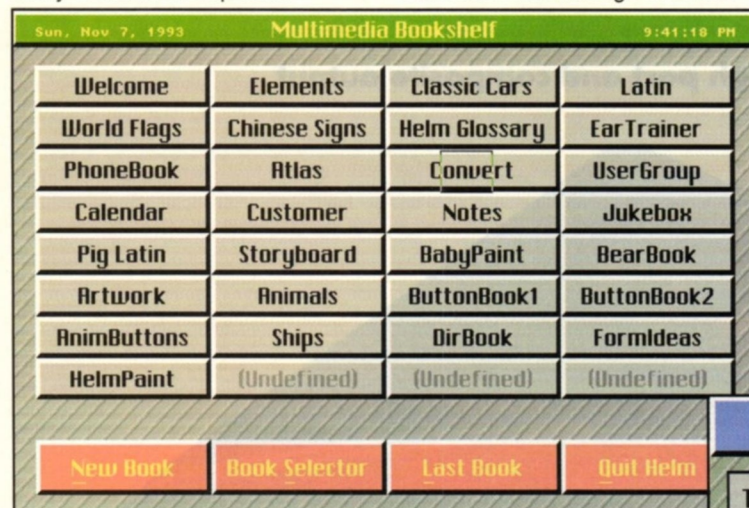 Sun, Nov 7, 1993 Multimedia Bookshelf 9:41:18 PM
Welcome Elements Classic Cars Latin
World Flags Chinese Signs Helm Glossary EarTrainer
PhoneBook Atlas Convert UserGroup
Calendar Customer Notes Jukebox
Pig Latin Storyboard BabyPaint BearBook
Artwork Animals ButtonBook1 ButtonBook2
AnimButtons Ships DirBook FormIdeas
HelmPaint (Undefined) (Undefined) (Undefined)
New Book Book Selector Last Book Quit Helm